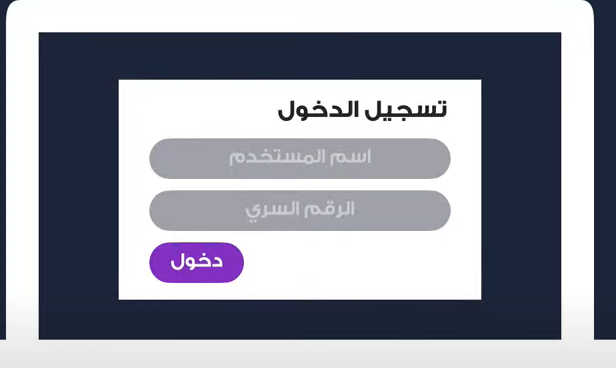 تسجيل الدخول
اسم المستخدم
الرقم السري
دخول